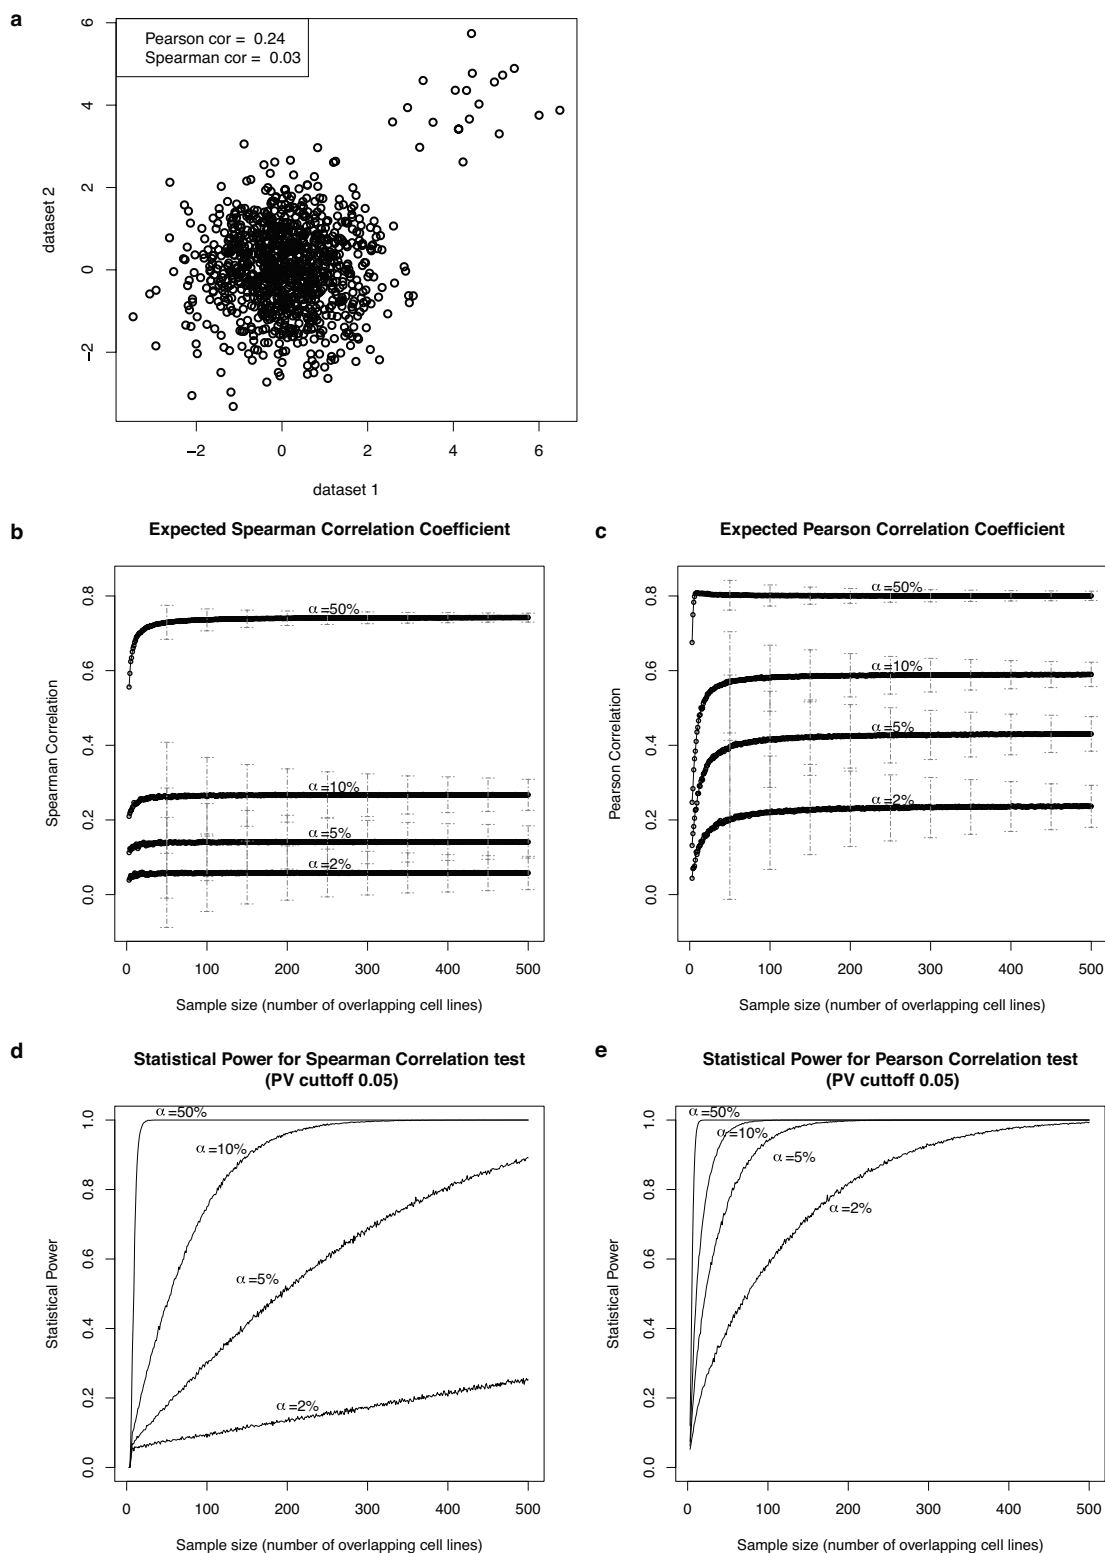 a
Pearson cor = 0.24
Spearman cor = 0.03
6
4
2
0
−2
dataset 2
−2 0 2 4 6
dataset 1
b
Expected Spearman Correlation Coefficient
0.8
0.6
0.4
0.2
0.0
Spearman Correlation
α=50%
α=10%
α=5%
α=2%
0 100 200 300 400 500
Sample size (number of overlapping cell lines)
c
Expected Pearson Correlation Coefficient
0.8
0.6
0.4
0.2
0.0
Pearson Correlation
α=50%
α=10%
α=5%
α=2%
0 100 200 300 400 500
Sample size (number of overlapping cell lines)
d
Statistical Power for Spearman Correlation test
(PV cuttoff 0.05)
1.0
0.8
0.6
0.4
0.2
0.0
Statistical Power
α=50%
α=10%
α=5%
α=2%
0 100 200 300 400 500
Sample size (number of overlapping cell lines)
e
Statistical Power for Pearson Correlation test
(PV cuttoff 0.05)
1.0
0.8
0.6
0.4
0.2
0.0
Statistical Power
α=50%
α=10%
α=5%
α=2%
0 100 200 300 400 500
Sample size (number of overlapping cell lines)